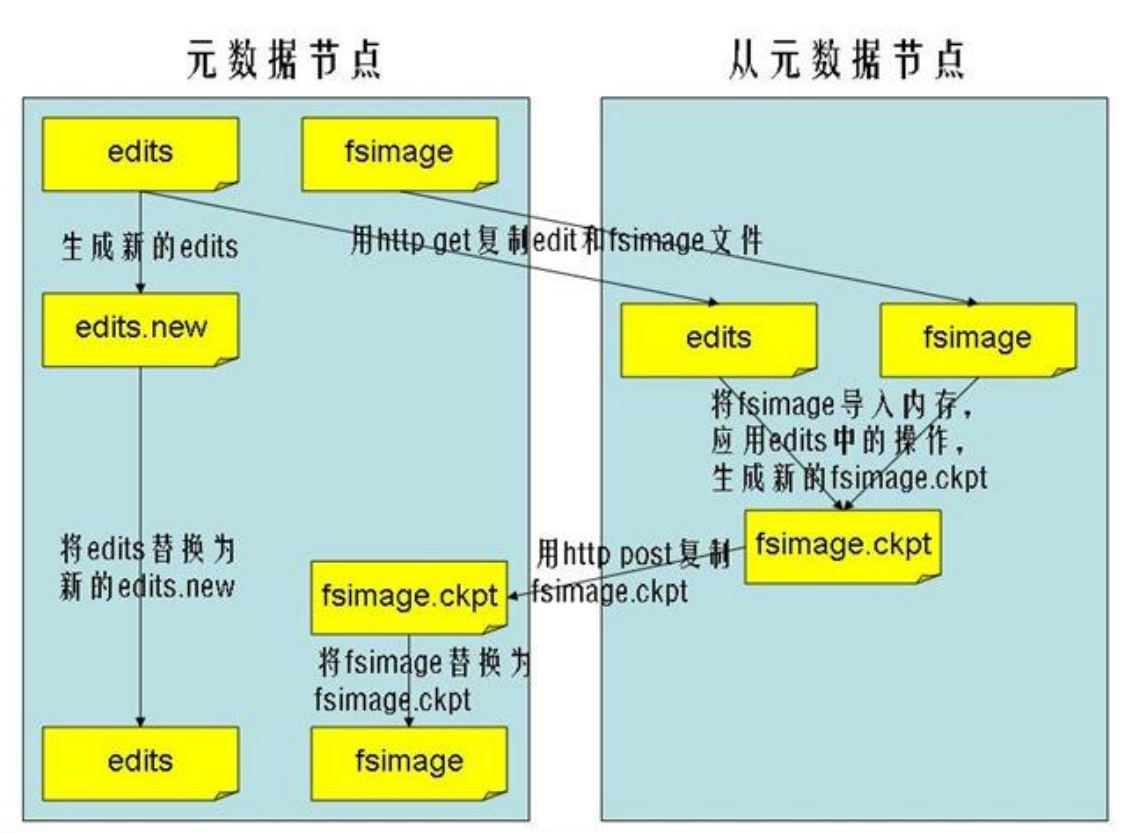 元数据节点
从元数据节点
edits
fsimage
生成新的edits
用http get复制edit和fsimage文件
edits.new
edits
fsimage
将fsimage导入内存，
应用edits中的操作，
生成新的fsimage.ckpt
将edits替换为
新的edits.new
用http post复制
fsimage.ckpt
fsimage.ckpt
fsimage.ckpt
将fsimage替换为
fsimage.ckpt
edits
fsimage